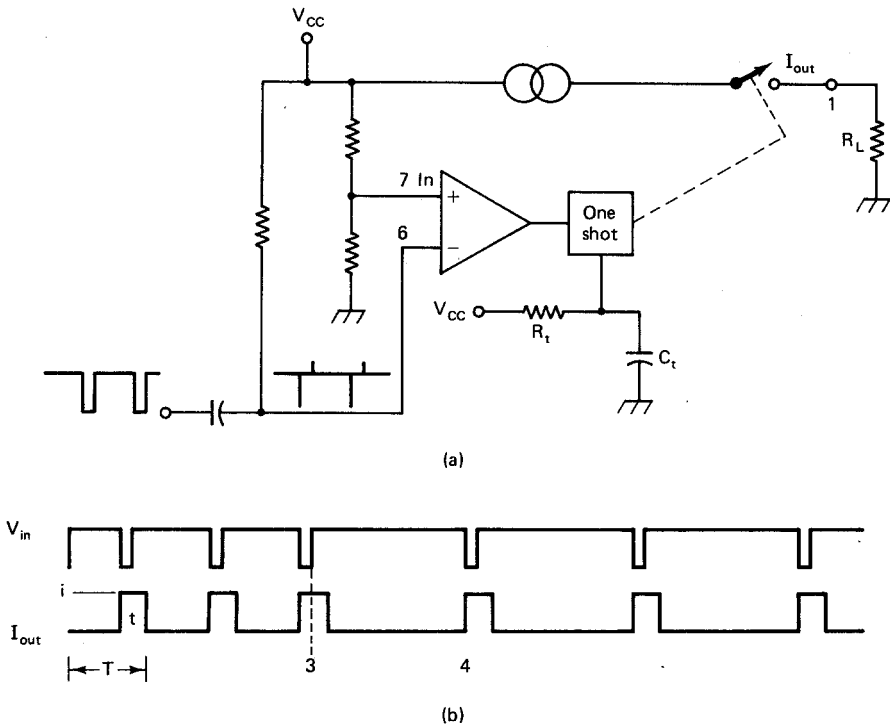 V_CC
I_out
1
R_L
7 In
+
6
−
One
shot
V_CC
R_t
C_t
(a)
V_in
i
t
I_out
T
3
4
(b)